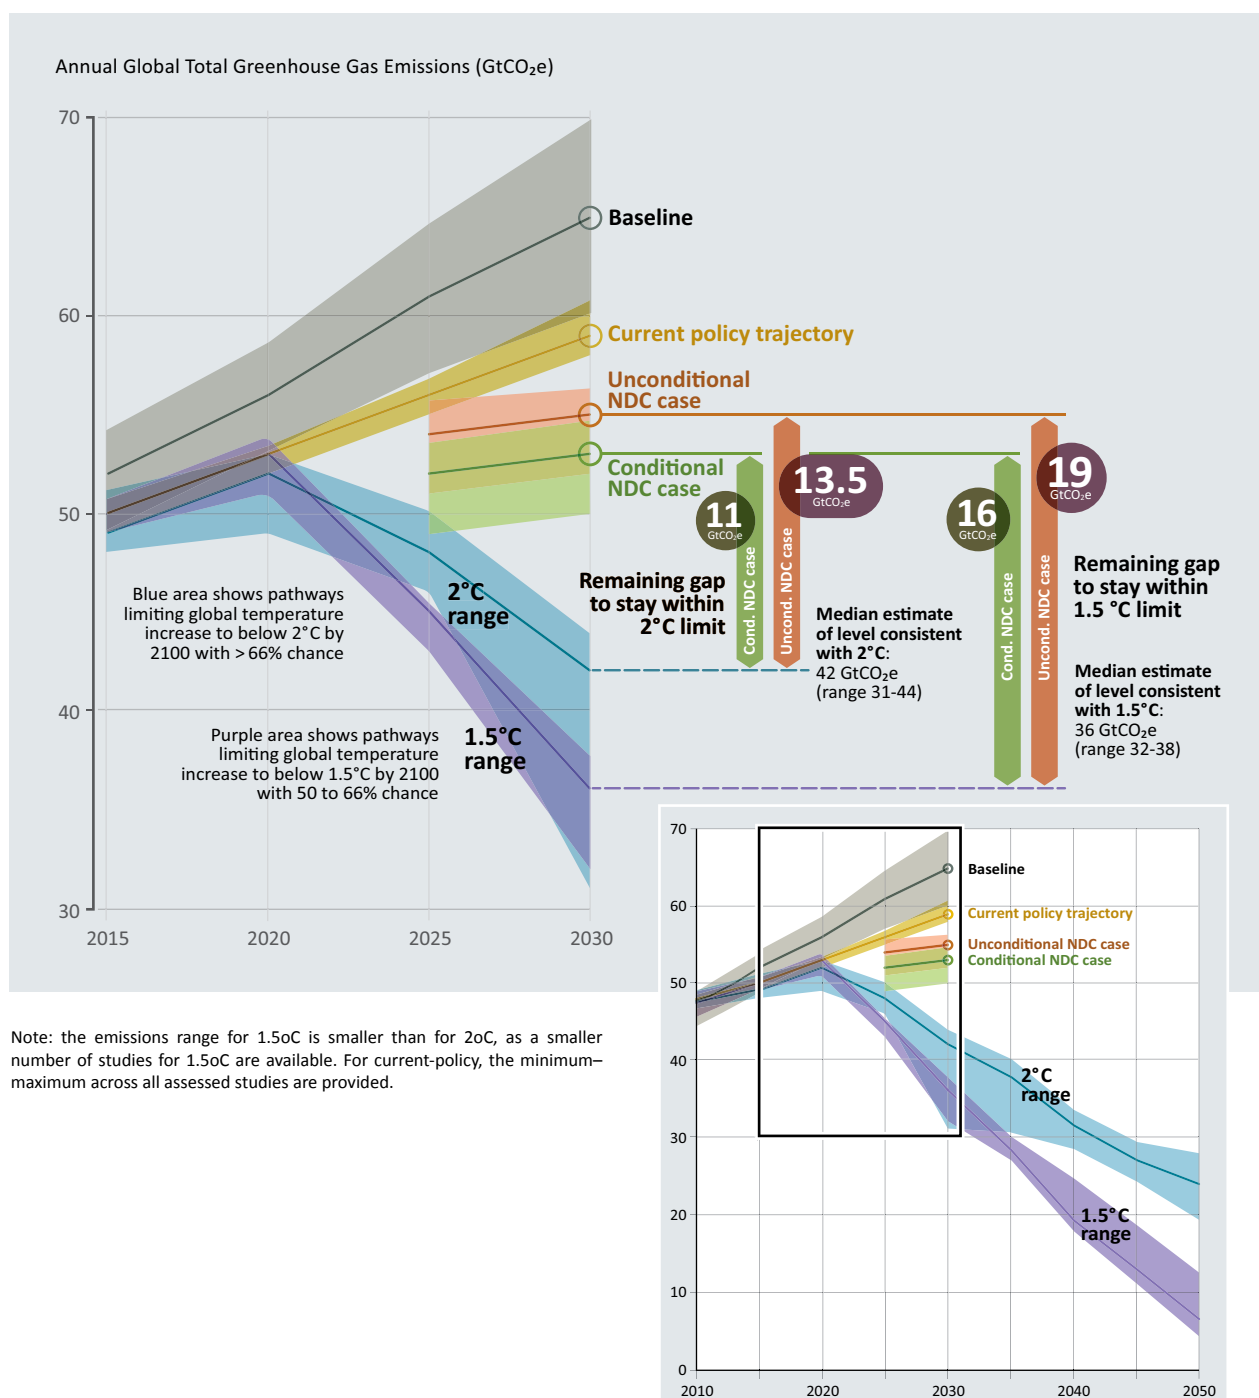 Annual Global Total Greenhouse Gas Emissions (GtCO₂e)
70
60
50
40
30
2015
2020
2025
2030
Baseline
Current policy trajectory
Unconditional
NDC case
Conditional
NDC case
2°C
range
1.5°C
range
Blue area shows pathways
limiting global temperature
increase to below 2°C by
2100 with > 66% chance
Purple area shows pathways
limiting global temperature
increase to below 1.5°C by 2100
with 50 to 66% chance
11
GtCO₂e
13.5
GtCO₂e
16
GtCO₂e
19
GtCO₂e
Cond. NDC case
Uncond. NDC case
Cond. NDC case
Uncond. NDC case
Remaining gap
to stay within
2°C limit
Median estimate
of level consistent
with 2°C:
42 GtCO₂e
(range 31-44)
Remaining gap
to stay within
1.5 °C limit
Median estimate
of level consistent
with 1.5°C:
36 GtCO₂e
(range 32-38)
70
60
50
40
30
20
10
0
2010
2020
2030
2040
2050
Baseline
Current policy trajectory
Unconditional NDC case
Conditional NDC case
2°C
range
1.5°C
range
Note: the emissions range for 1.5oC is smaller than for 2oC, as a smaller
number of studies for 1.5oC are available. For current-policy, the minimum–
maximum across all assessed studies are provided.